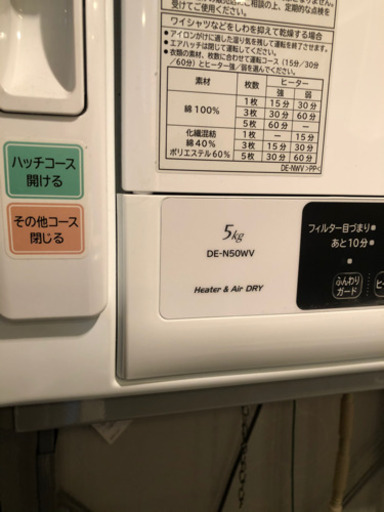 ご使用ください。
ワイシャツなどをしわを抑えて乾燥する場合
●アイロンがけに適した湿り気を残して運転を終了させます。
●エアハッチは閉じて運転してください。
●衣類の素材、枚数に合わせて運転コース(15分/30分
/60分)とヒーター強/弱を選んでください。
素材 枚数 ヒーター
強 弱
綿100% 1枚 15分 30分
3枚 30分 60分
5枚 60分 ー
化繊混紡
綿40%
ポリエステル60%
1枚 ー 15分
3枚 15分 30分
5枚 30分 60分
DE-NWV >PP<
ハッチコース
開ける
その他コース
閉じる
5kg
DE-N50WV
Heater & Air DRY
フィルター目づまり
あと10分
ふんわり
ガード